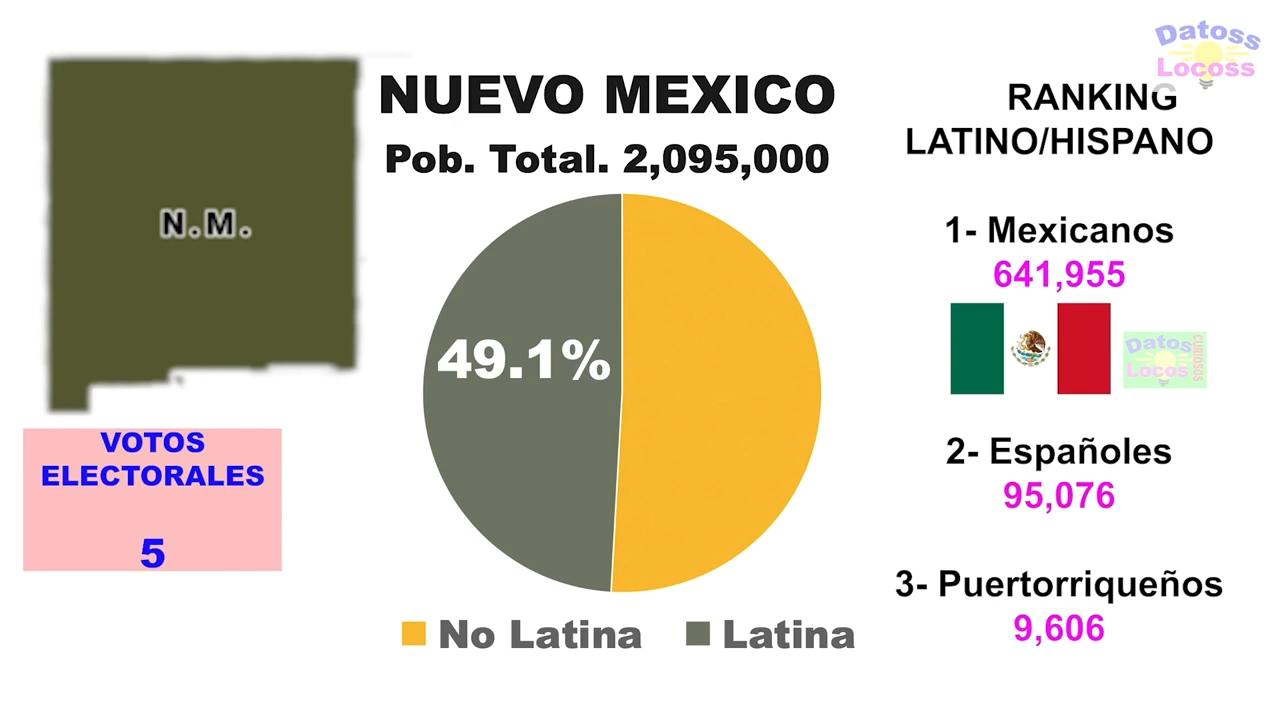 N.M.
VOTOS
ELECTORALES
5
NUEVO MEXICO
Pob. Total. 2,095,000
49.1%
No Latina
Latina
Datoss
Locoss
RANKING
LATINO/HISPANO
1- Mexicanos
641,955
Datos
Locos
CURIOSOS
2- Españoles
95,076
3- Puertorriqueños
9,606